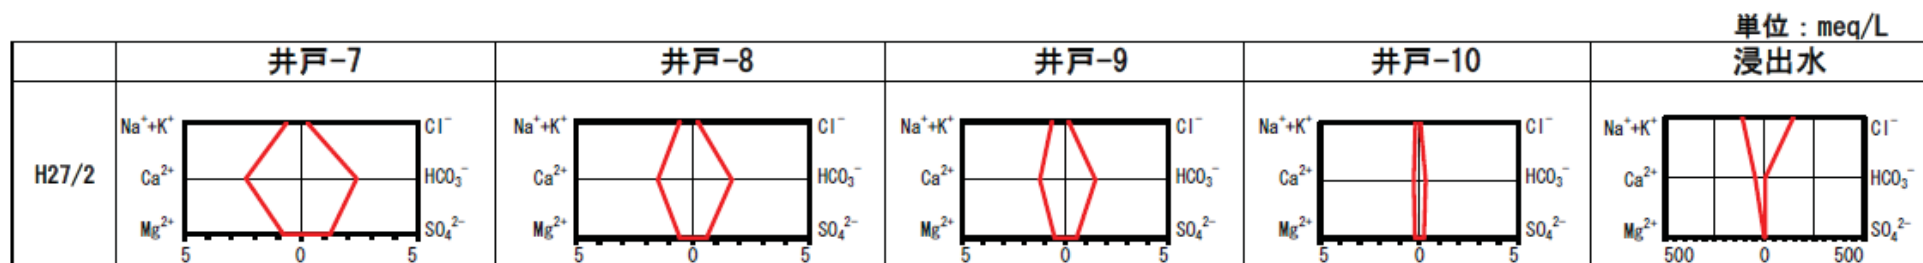 単位：meq/L
井戸-7 井戸-8 井戸-9 井戸-10 浸出水
H27/2
Na⁺+K⁺ Cl⁻ Na⁺+K⁺ Cl⁻ Na⁺+K⁺ Cl⁻ Na⁺+K⁺ Cl⁻ Na⁺+K⁺ Cl⁻
Ca²⁺ HCO₃⁻ Ca²⁺ HCO₃⁻ Ca²⁺ HCO₃⁻ Ca²⁺ HCO₃⁻ Ca²⁺ HCO₃⁻
Mg²⁺ SO₄²⁻ Mg²⁺ SO₄²⁻ Mg²⁺ SO₄²⁻ Mg²⁺ SO₄²⁻ Mg²⁺ SO₄²⁻
5 0 5 5 0 5 5 0 5 5 0 5 500 0 500